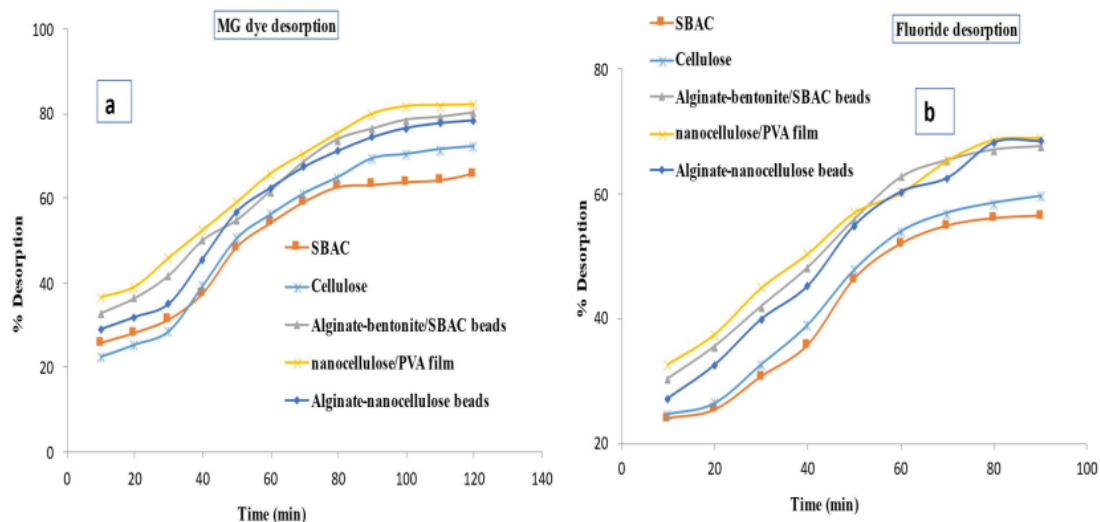 MG dye desorption
a
100
80
60
40
20
0
% Desorption
0 20 40 60 80 100 120 140
Time (min)
SBAC
Cellulose
Alginate-bentonite/SBAC beads
nanocellulose/PVA film
Alginate-nanocellulose beads
SBAC
Cellulose
Alginate-bentonite/SBAC beads
nanocellulose/PVA film
Alginate-nanocellulose beads
Fluoride desorption
b
80
60
40
20
% Desorption
0 20 40 60 80 100
Time (min)